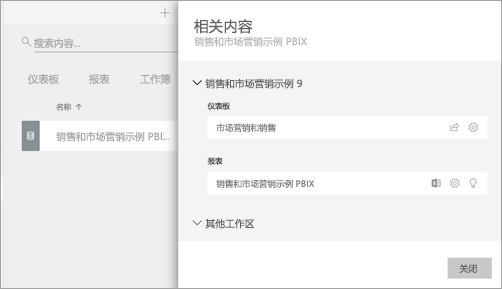 搜索内容...
仪表板 报表 工作簿
名称
销售和市场营销示例 PBI...
相关内容
销售和市场营销示例 PBIX
销售和市场营销示例 9
仪表板
市场营销和销售
报表
销售和市场营销示例 PBIX
其他工作区
关闭